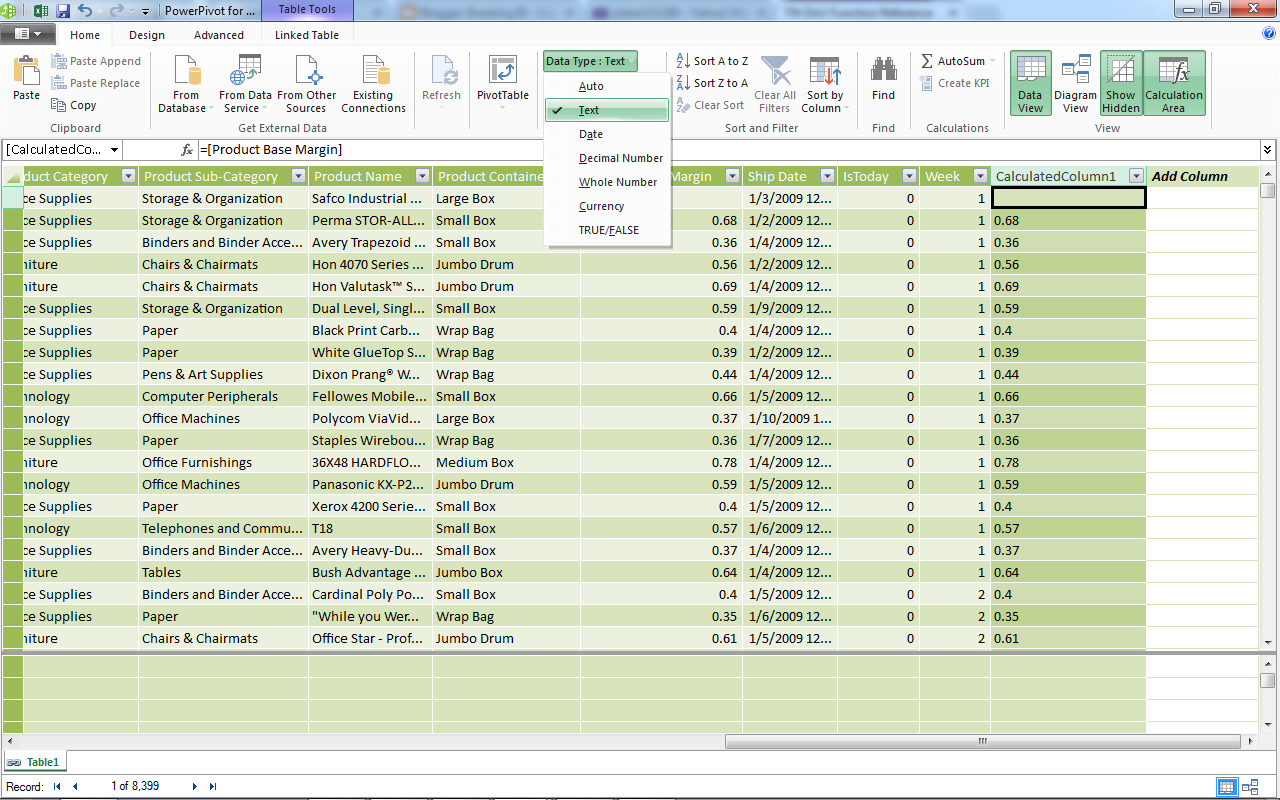 PowerPivot for ... Table Tools
Home Design Advanced Linked Table
Paste
Paste Append
Paste Replace
Copy
Clipboard
From Database
From Data Service
From Other Sources
Existing Connections
Get External Data
Refresh
PivotTable
Data Type : Text
Auto
Text
Date
Decimal Number
Whole Number
Currency
TRUE/FALSE
Sort A to Z
Sort Z to A
Clear Sort
Clear All Filters
Sort by Column
Sort and Filter
Find
Find
AutoSum
Create KPI
Calculations
Data View
Diagram View
Show Hidden
Calculation Area
View
[CalculatedCo... fx =[Product Base Margin]
duct Category Product Sub-Category Product Name Product Containe Margin Ship Date IsToday Week CalculatedColumn1 Add Column
ce Supplies Storage & Organization Safco Industrial ... Large Box 1/3/2009 12... 0 1
ce Supplies Storage & Organization Perma STOR-ALL... Small Box 0.68 1/2/2009 12... 0 1 0.68
ce Supplies Binders and Binder Acce... Avery Trapezoid ... Small Box 0.36 1/4/2009 12... 0 1 0.36
niture Chairs & Chairmats Hon 4070 Series ... Jumbo Drum 0.56 1/2/2009 12... 0 1 0.56
niture Chairs & Chairmats Hon Valutask™ S... Jumbo Drum 0.69 1/4/2009 12... 0 1 0.69
ce Supplies Storage & Organization Dual Level, Singl... Small Box 0.59 1/9/2009 12... 0 1 0.59
ce Supplies Paper Black Print Carb... Wrap Bag 0.4 1/4/2009 12... 0 1 0.4
ce Supplies Paper White GlueTop S... Wrap Bag 0.39 1/2/2009 12... 0 1 0.39
ce Supplies Pens & Art Supplies Dixon Prang® W... Wrap Bag 0.44 1/4/2009 12... 0 1 0.44
hnology Computer Peripherals Fellowes Mobile... Small Box 0.66 1/5/2009 12... 0 1 0.66
hnology Office Machines Polycom ViaVid... Large Box 0.37 1/10/2009 1... 0 1 0.37
ce Supplies Paper Staples Wirebou... Wrap Bag 0.36 1/7/2009 12... 0 1 0.36
niture Office Furnishings 36X48 HARDFLO... Medium Box 0.78 1/4/2009 12... 0 1 0.78
hnology Office Machines Panasonic KX-P2... Jumbo Drum 0.59 1/5/2009 12... 0 1 0.59
ce Supplies Paper Xerox 4200 Serie... Small Box 0.4 1/5/2009 12... 0 1 0.4
hnology Telephones and Commu... T18 Small Box 0.57 1/6/2009 12... 0 1 0.57
ce Supplies Binders and Binder Acce... Avery Heavy-Du... Small Box 0.37 1/4/2009 12... 0 1 0.37
niture Tables Bush Advantage ... Jumbo Box 0.64 1/4/2009 12... 0 1 0.64
ce Supplies Binders and Binder Acce... Cardinal Poly Po... Small Box 0.4 1/5/2009 12... 0 2 0.4
ce Supplies Paper "While you Wer... Wrap Bag 0.35 1/6/2009 12... 0 2 0.35
niture Chairs & Chairmats Office Star - Prof... Jumbo Drum 0.61 1/5/2009 12... 0 2 0.61
Table1
Record: 1 of 8,399